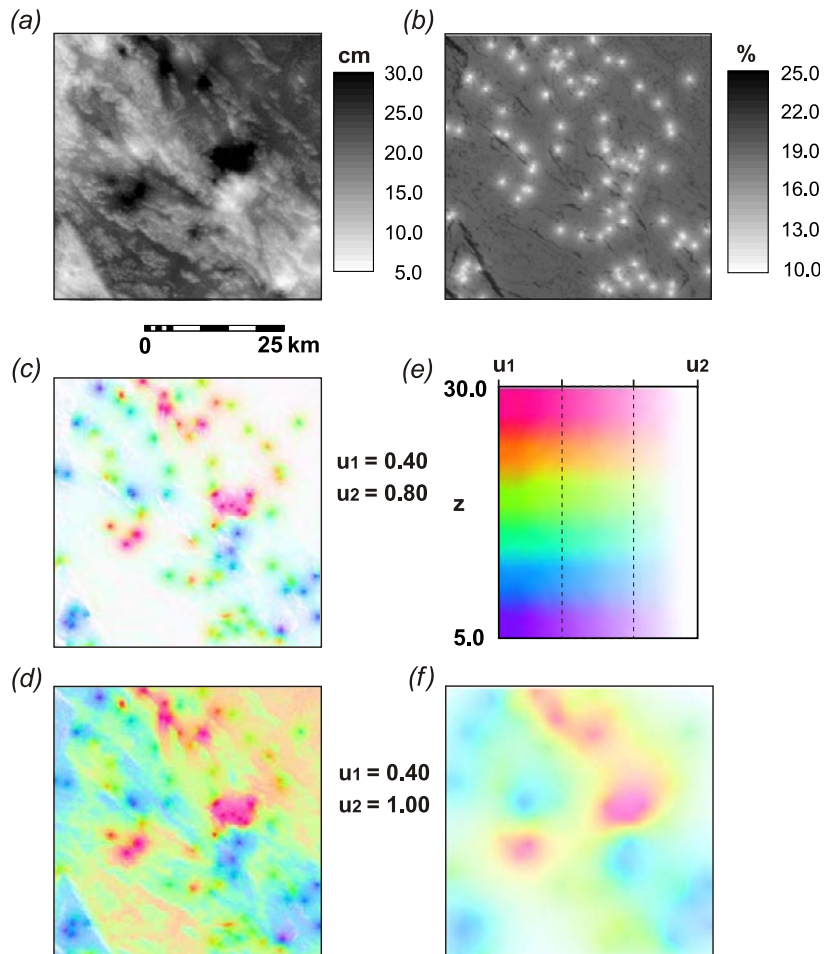 (a)
cm
30.0
25.0
20.0
15.0
10.0
5.0
(b)
%
25.0
22.0
19.0
16.0
13.0
10.0
0 25 km
(c)
u1 = 0.40
u2 = 0.80
(e)
u1 u2
30.0
z
5.0
(d)
u1 = 0.40
u2 = 1.00
(f)